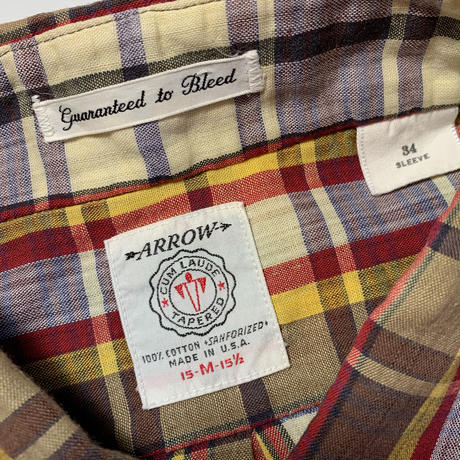 Guaranteed to Bleed
34
SLEEVE
ARROW
CUM LAUDE
TAPERED
100% COTTON •SANFORIZED•
MADE IN U.S.A.
15-M-15½